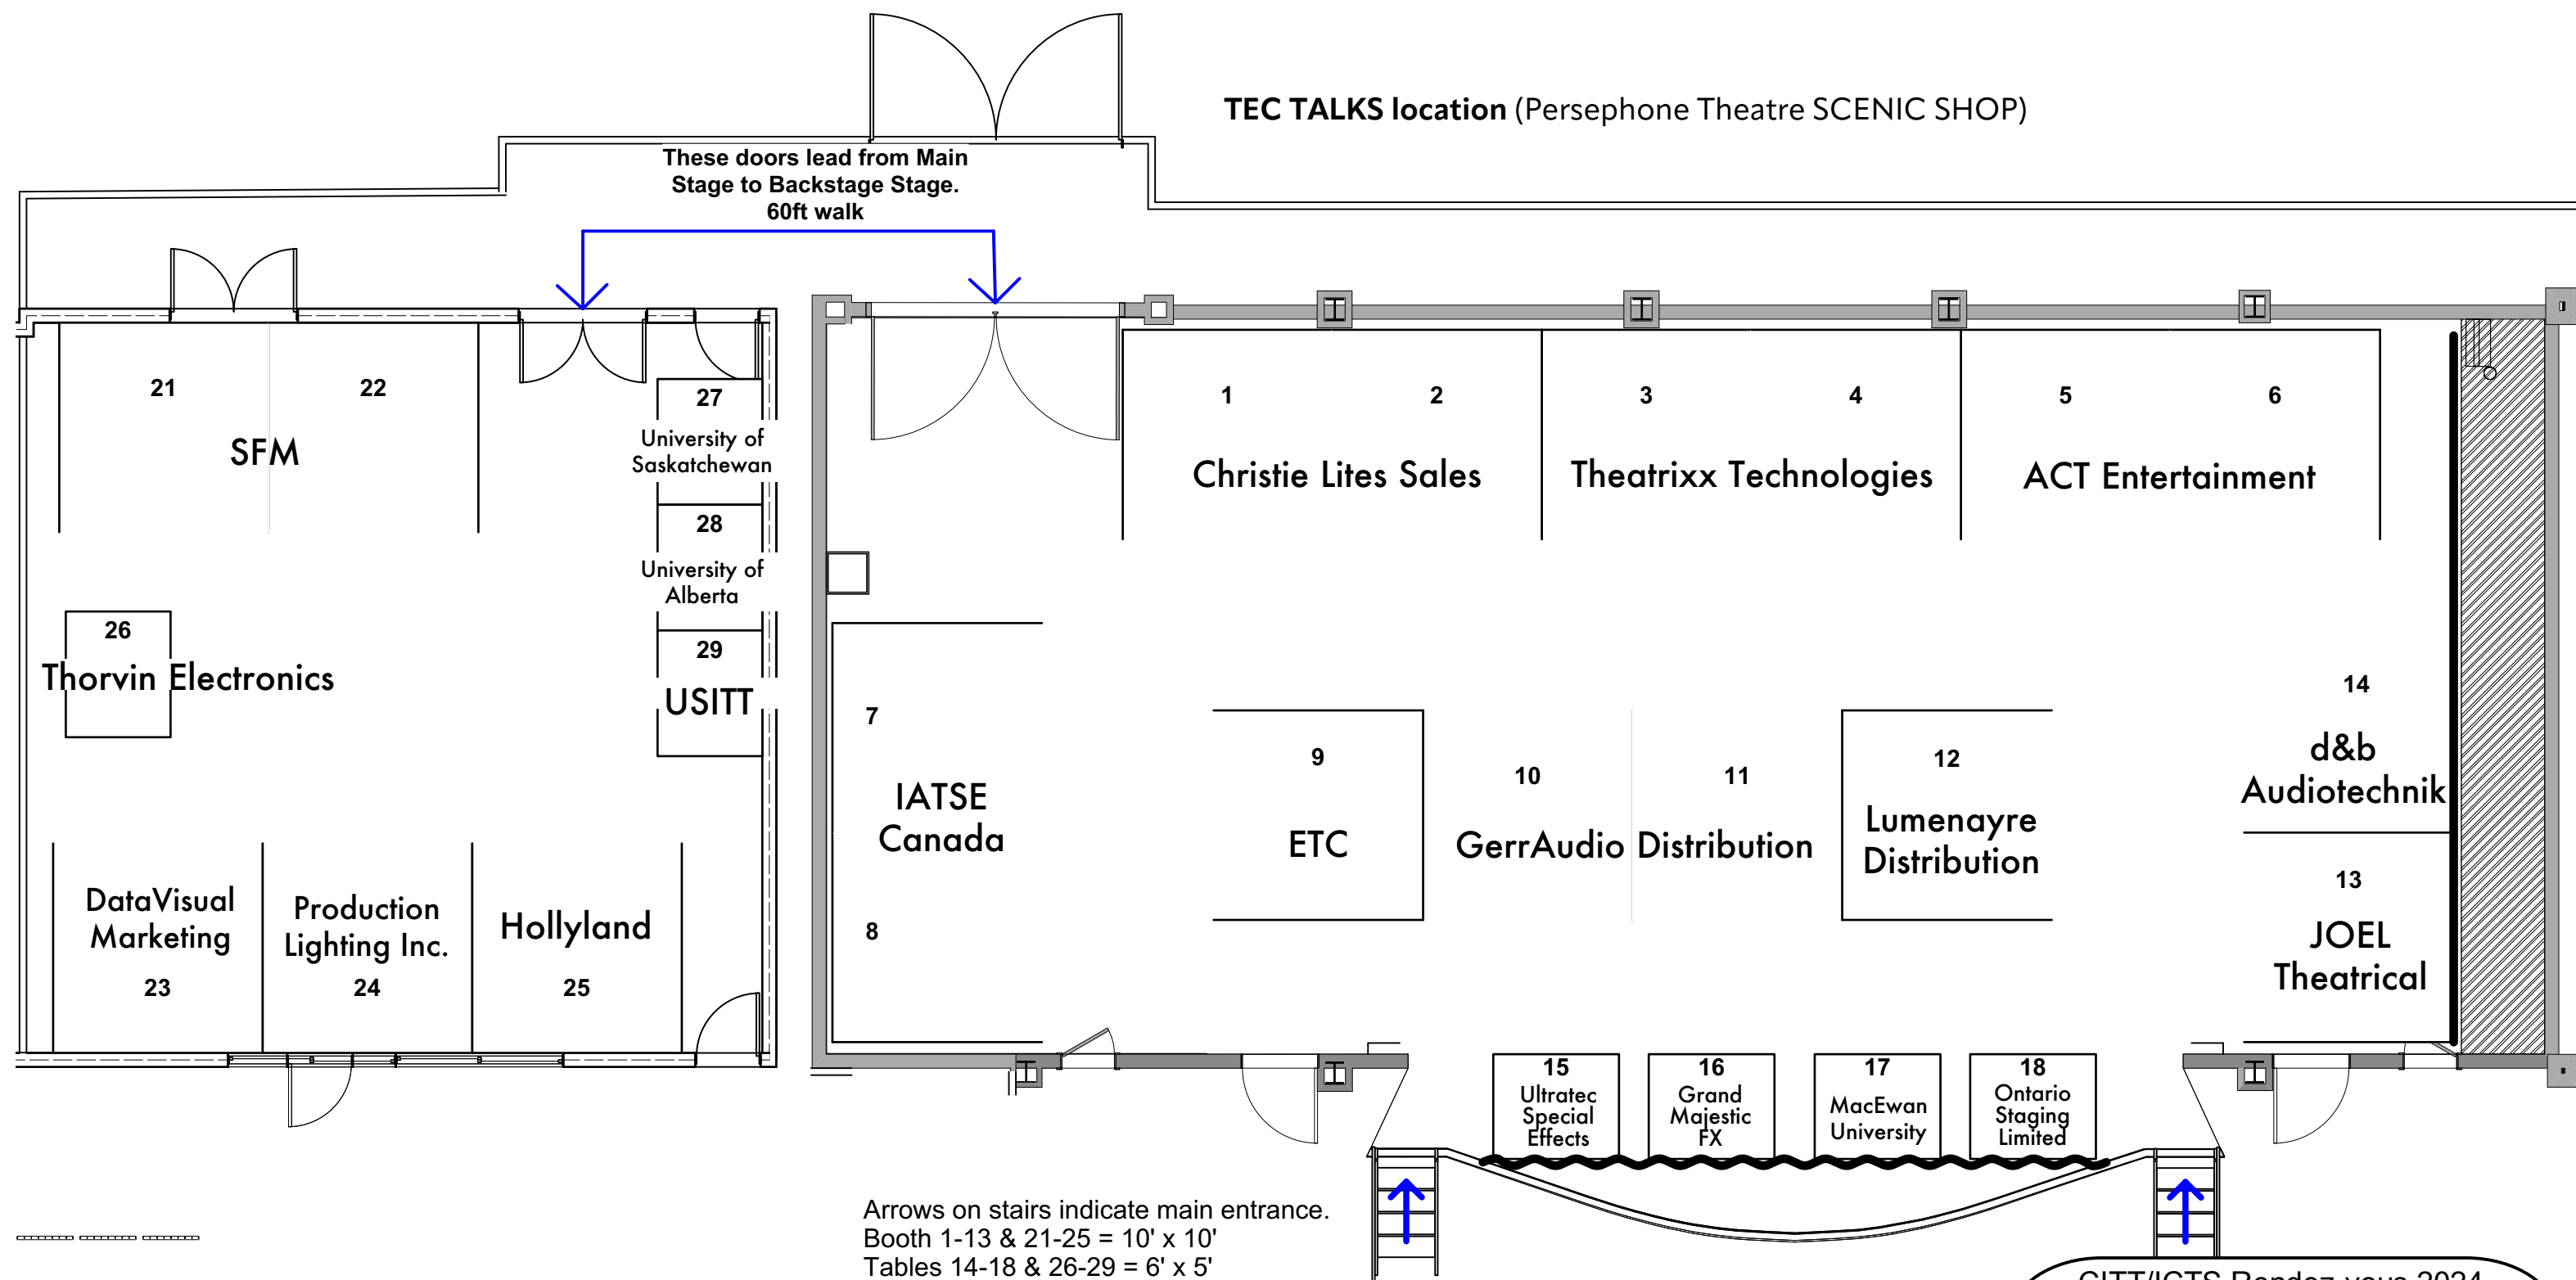 TEC TALKS location (Persephone Theatre SCENIC SHOP)
These doors lead from Main
Stage to Backstage Stage.
60ft walk
21
22
SFM
27
University of
Saskatchewan
28
University of
Alberta
29
USITT
26
Thorvin Electronics
DataVisual
Marketing
23
Production
Lighting Inc.
24
Hollyland
25
1
2
Christie Lites Sales
3
4
Theatrixx Technologies
5
6
ACT Entertainment
7
IATSE
Canada
8
9
ETC
10
11
GerrAudio Distribution
12
Lumenayre
Distribution
14
d&b
Audiotechnik
13
JOEL
Theatrical
15
Ultratec
Special
Effects
16
Grand
Majestic
FX
17
MacEwan
University
18
Ontario
Staging
Limited
Arrows on stairs indicate main entrance.
Booth 1-13 & 21-25 = 10' x 10'
Tables 14-18 & 26-29 = 6' x 5'
CITT/ICTS Rendez-vous 2024